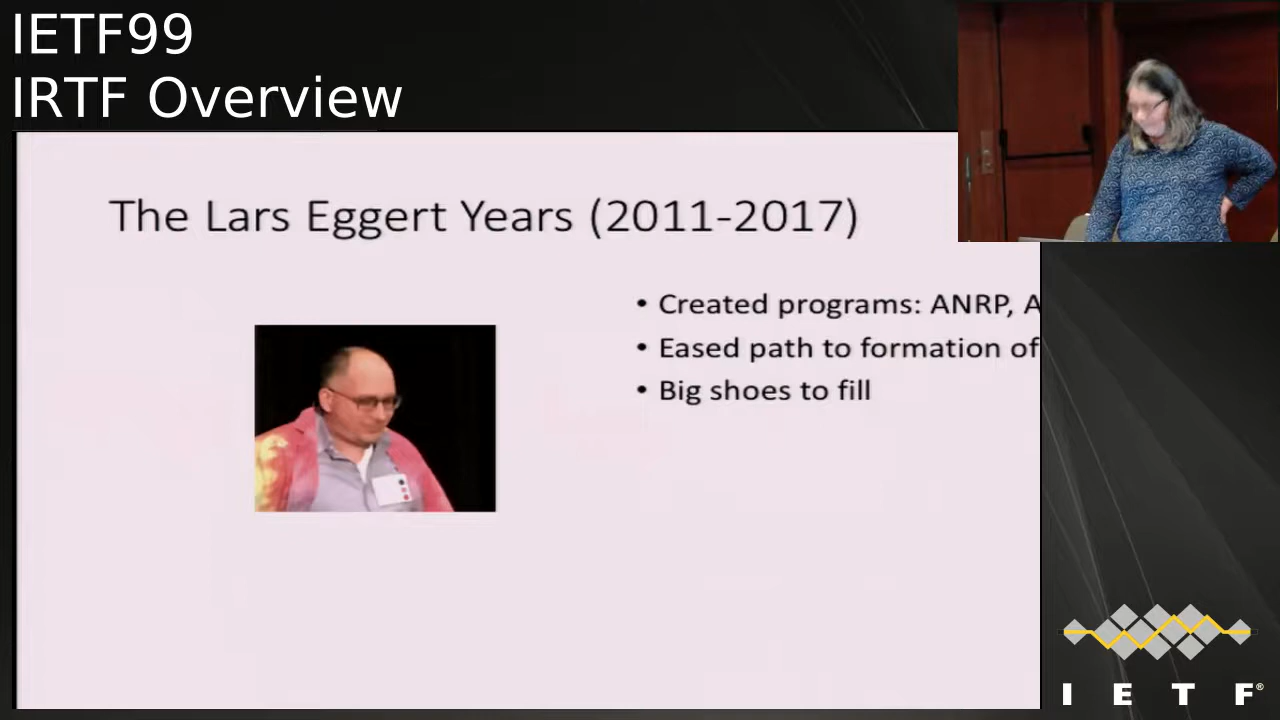 IETF99
IRTF Overview
The Lars Eggert Years (2011-2017)
• Created programs: ANRP, A
• Eased path to formation of
• Big shoes to fill
I E T F®